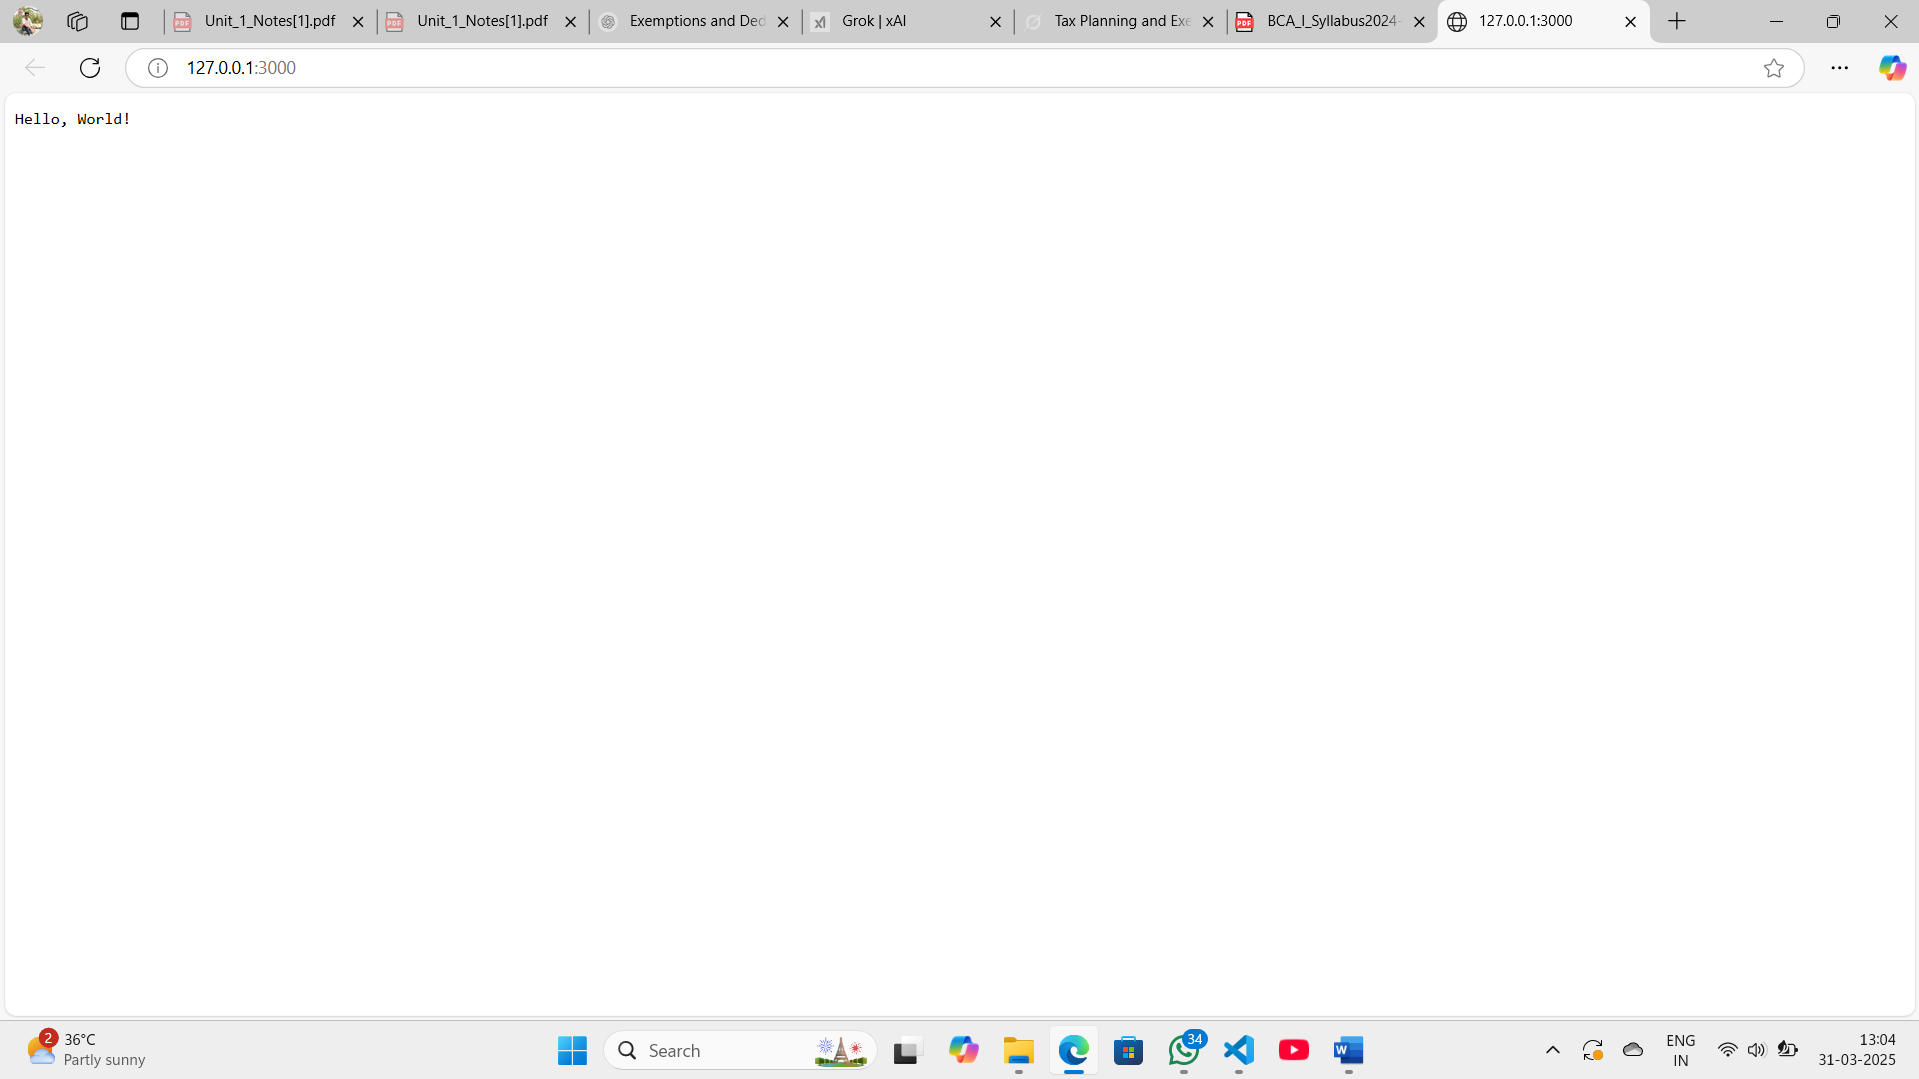 Unit_1_Notes[1].pdf
Unit_1_Notes[1].pdf
Exemptions and Ded
Grok | xAI
Tax Planning and Exe
BCA_I_Syllabus2024-
127.0.0.1:3000
127.0.0.1:3000
Hello, World!
2
36°C
Partly sunny
Search
34
ENG
IN
13:04
31-03-2025